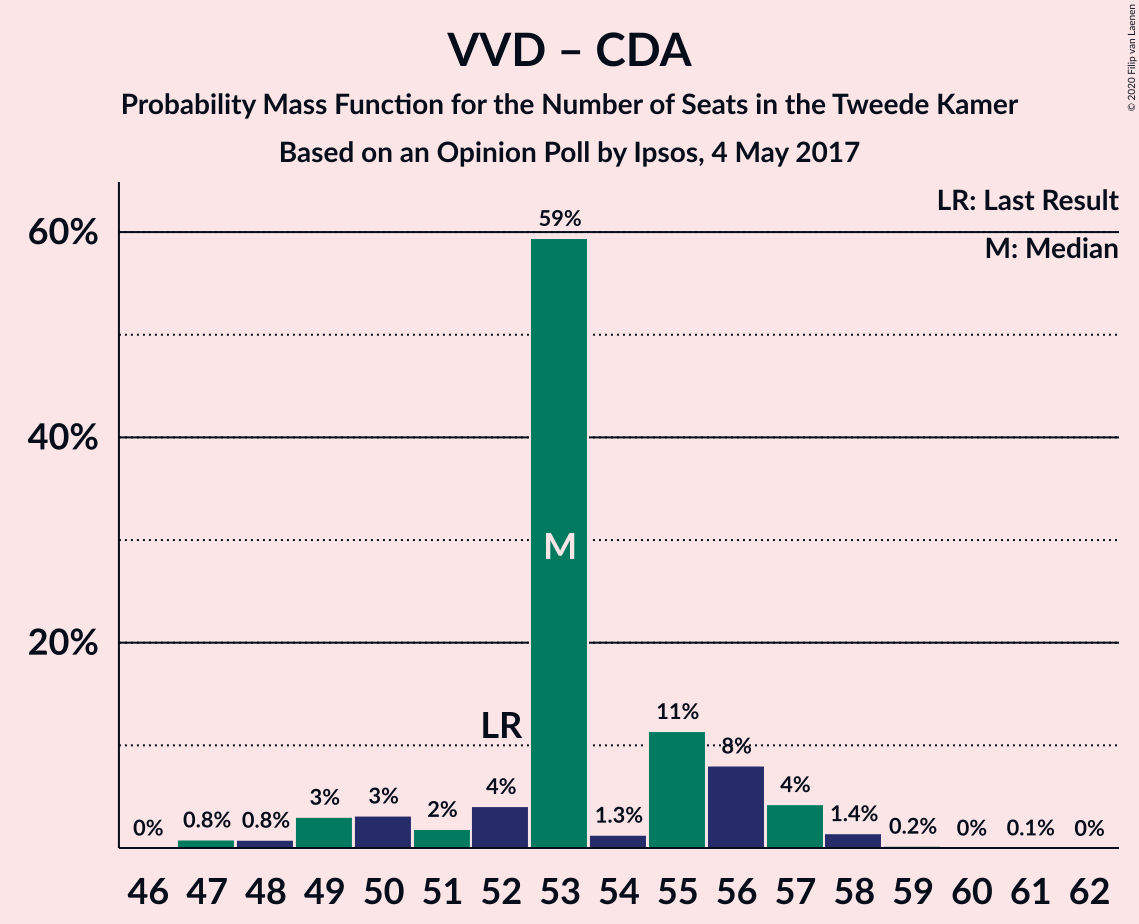 VVD – CDA
Probability Mass Function for the Number of Seats in the Tweede Kamer
Based on an Opinion Poll by Ipsos, 4 May 2017
© 2020 Filip van Laenen
LR: Last Result
M: Median
60%
40%
20%
59%
M
LR
0%
0.8%
0.8%
3%
3%
2%
4%
1.3%
11%
8%
4%
1.4%
0.2%
0%
0.1%
0%
46 47 48 49 50 51 52 53 54 55 56 57 58 59 60 61 62